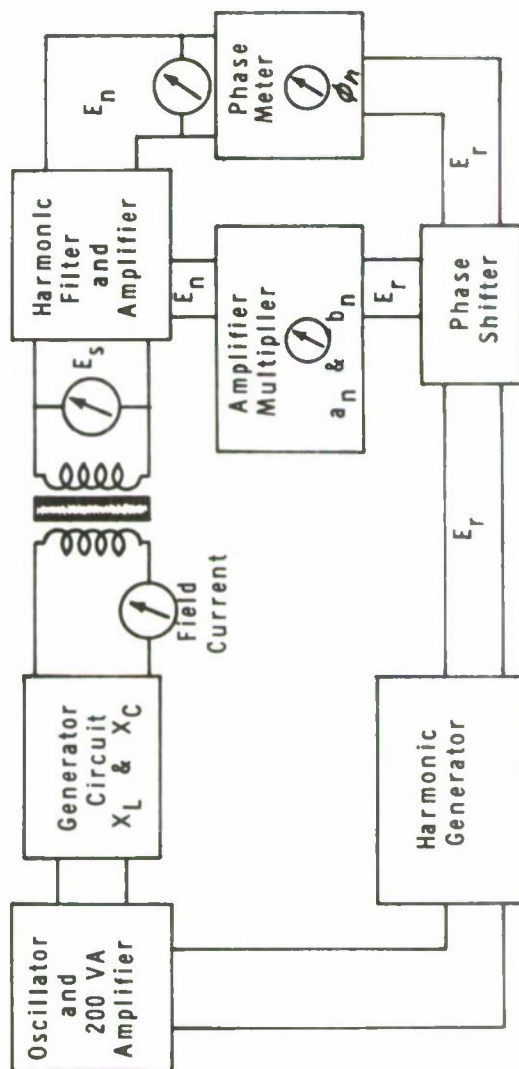 Oscillator
and
200 VA
Amplifier
Generator
Circuit
X_L & X_C
Field
Current
E_s
Harmonic
Filter
and
Amplifier
E_n
Phase
Meter
ϕ_n
E_n
Amplifier
Multiplier
a_n & b_n
E_r
E_r
Harmonic
Generator
E_r
Phase
Shifter